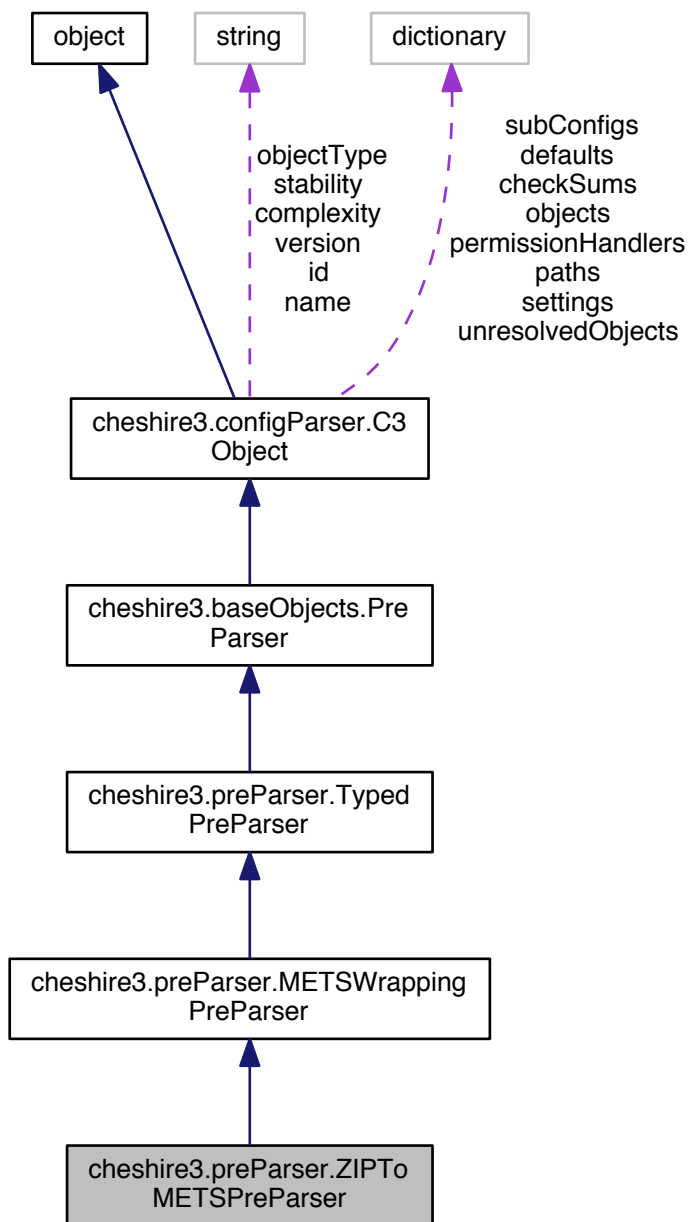 object
string
dictionary
objectType
stability
complexity
version
id
name
subConfigs
defaults
checkSums
objects
permissionHandlers
paths
settings
unresolvedObjects
cheshire3.configParser.C3
Object
cheshire3.baseObjects.Pre
Parser
cheshire3.preParser.Typed
PreParser
cheshire3.preParser.METSWrapping
PreParser
cheshire3.preParser.ZIPTo
METSPreParser